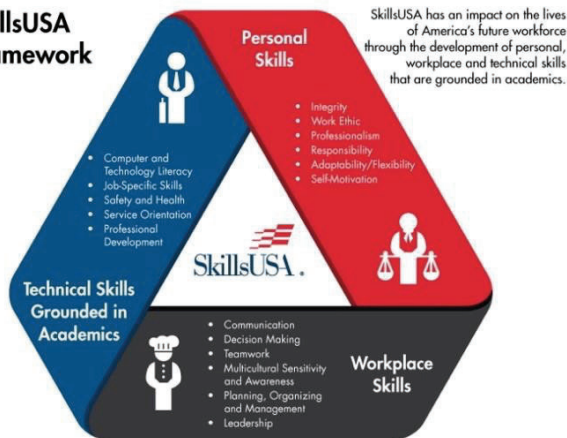 llsUSA
mework
SkillsUSA has an impact on the lives
of America's future workforce
through the development of personal,
workplace and technical skills
that are grounded in academics.
Personal
Skills
• Integrity
• Work Ethic
• Professionalism
• Responsibility
• Adaptability/Flexibility
• Self-Motivation
• Computer and
Technology Literacy
• Job-Specific Skills
• Safety and Health
• Service Orientation
• Professional
Development
SkillsUSA.
Technical Skills
Grounded in
Academics
• Communication
• Decision Making
• Teamwork
• Multicultural Sensitivity
and Awareness
• Planning, Organizing
and Management
• Leadership
Workplace
Skills